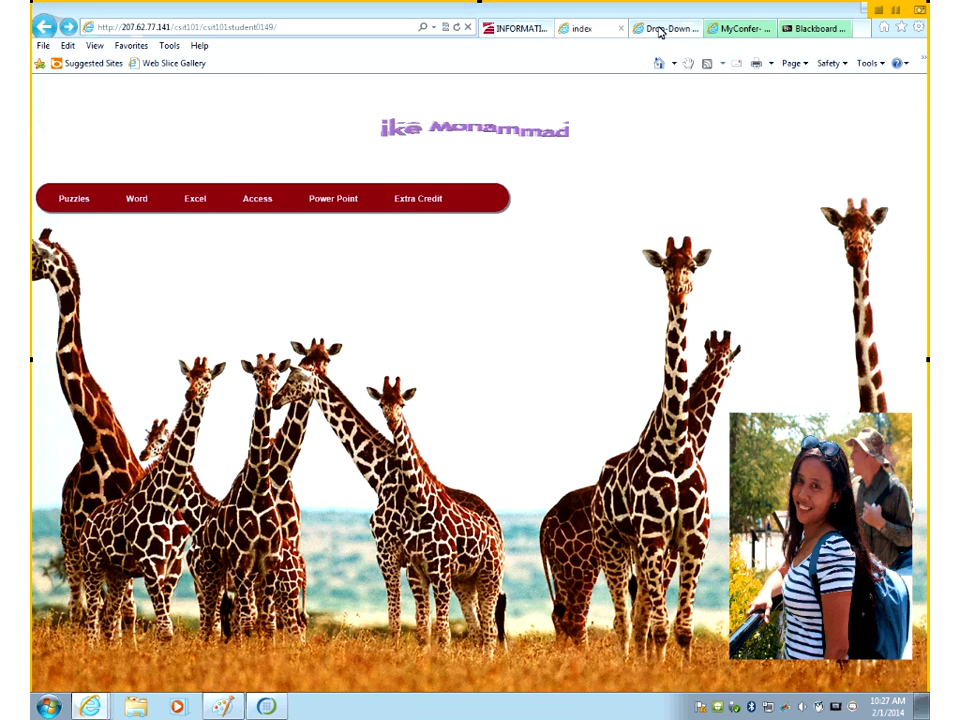 http://207.62.77.141/csit101/csit101student0149/
INFORMATI...
index
Drop-Down ...
MyConfer- ...
Blackboard ...
File Edit View Favorites Tools Help
Suggested Sites Web Slice Gallery
Page Safety Tools
ike Monammad
Puzzles Word Excel Access Power Point Extra Credit
10:27 AM
2/1/2014